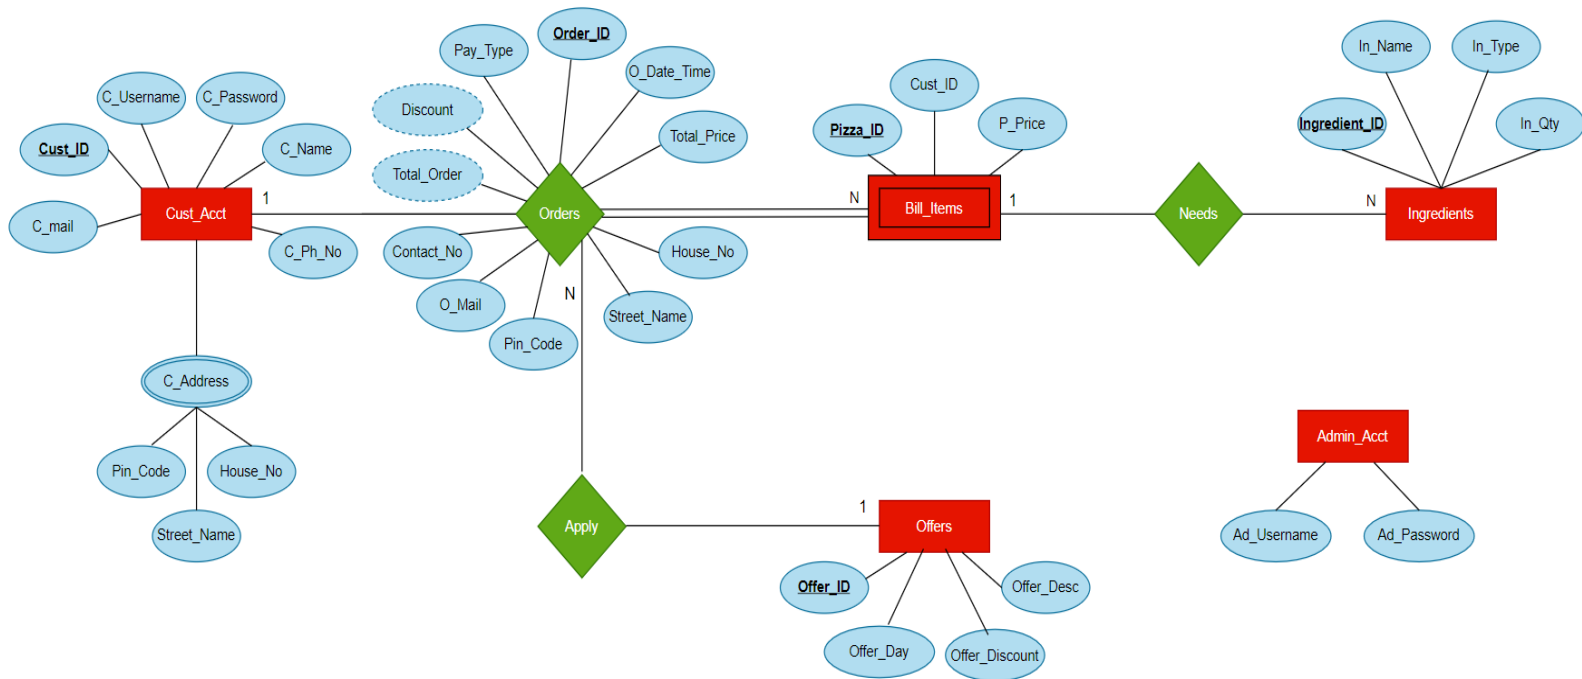 Order_ID
Pay_Type
In_Name
In_Type
O_Date_Time
Cust_ID
C_Username
C_Password
Discount
Pizza_ID
P_Price
Ingredient_ID
In_Qty
Total_Price
Cust_ID
C_Name
Total_Order
1
N
1
N
Cust_Acct
Orders
Bill_Items
Needs
Ingredients
C_mail
C_Ph_No
Contact_No
House_No
N
O_Mail
Street_Name
Pin_Code
C_Address
Admin_Acct
Pin_Code
House_No
1
Apply
Offers
Street_Name
Ad_Username
Ad_Password
Offer_ID
Offer_Desc
Offer_Day
Offer_Discount